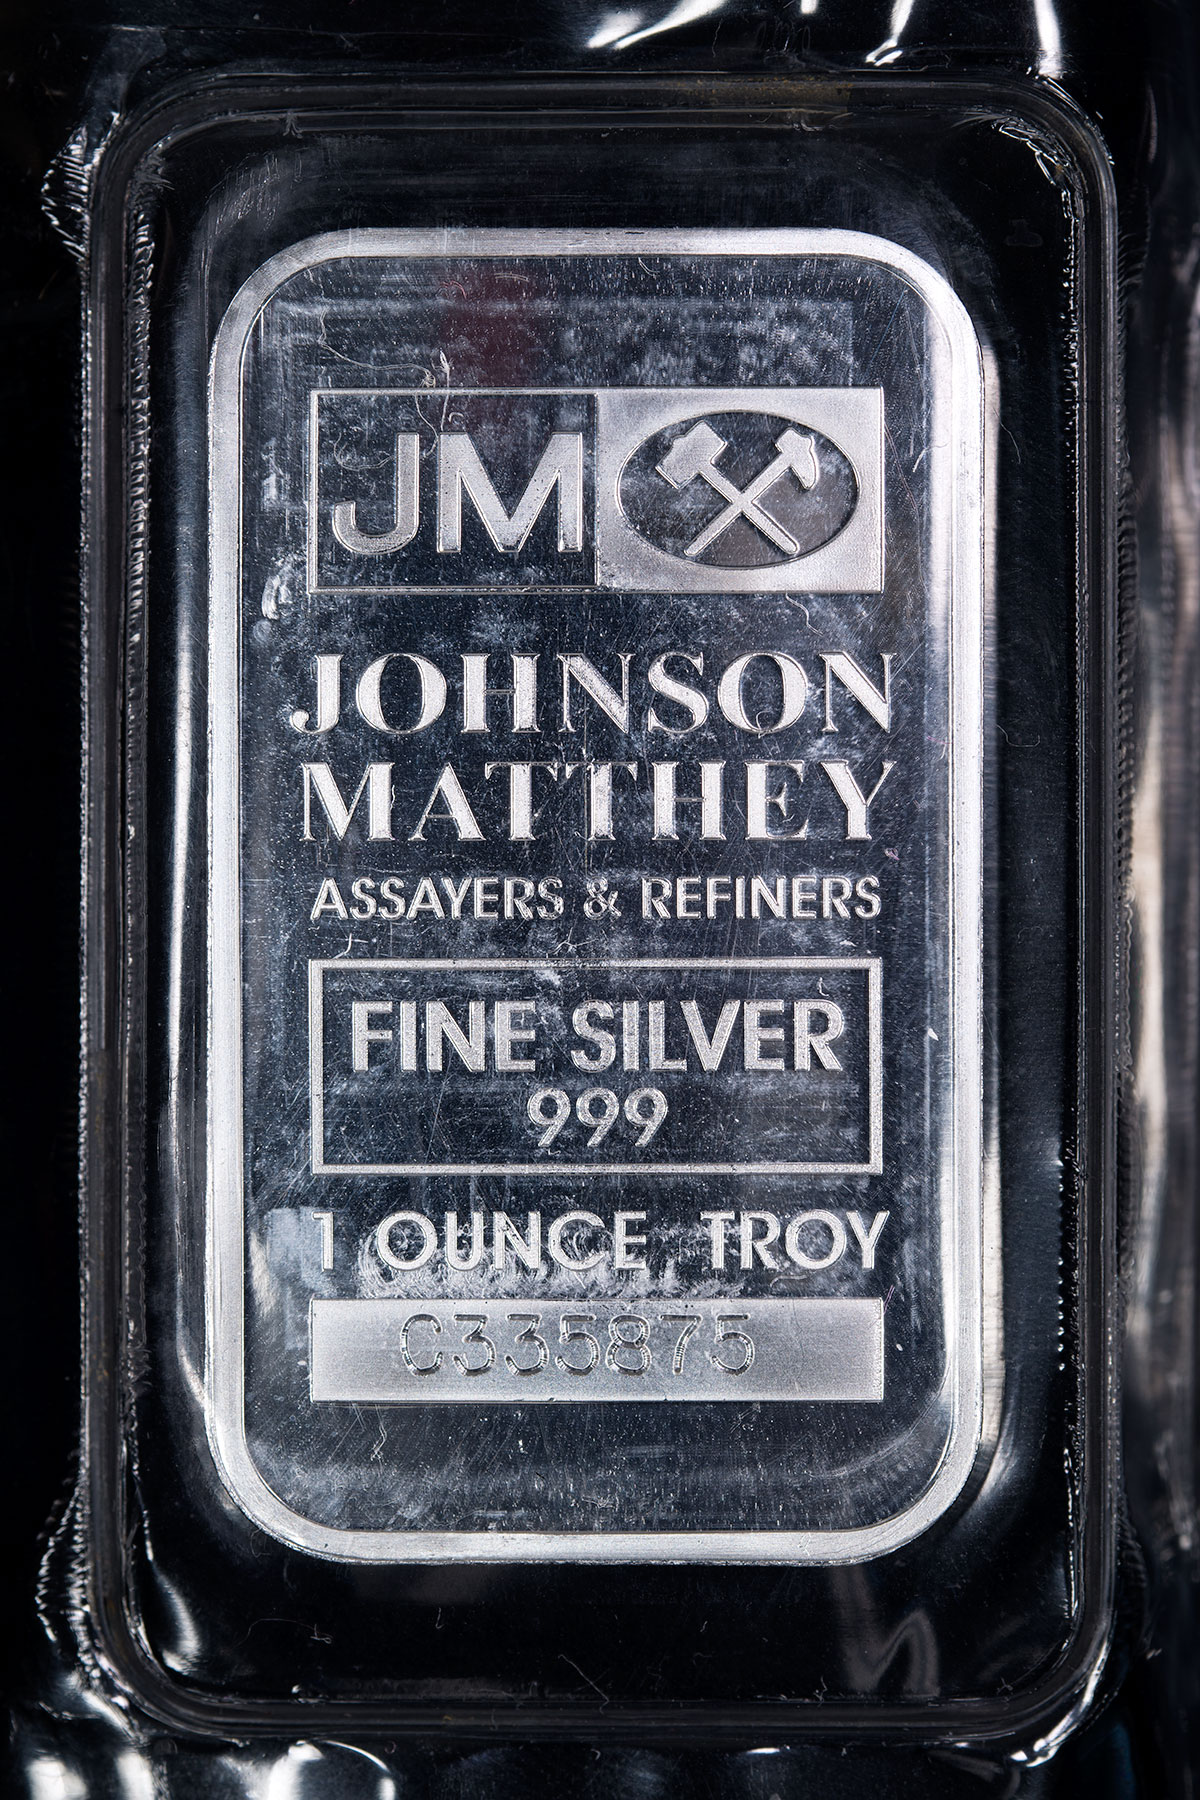 JM
JOHNSON
MATTHEY
ASSAYERS & REFINERS
FINE SILVER
999
1 OUNCE TROY
C335875